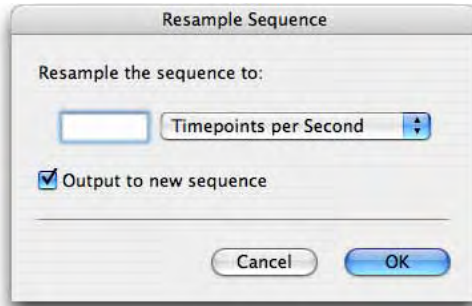 Resample Sequence
Resample the sequence to:
Timepoints per Second
Output to new sequence
Cancel OK